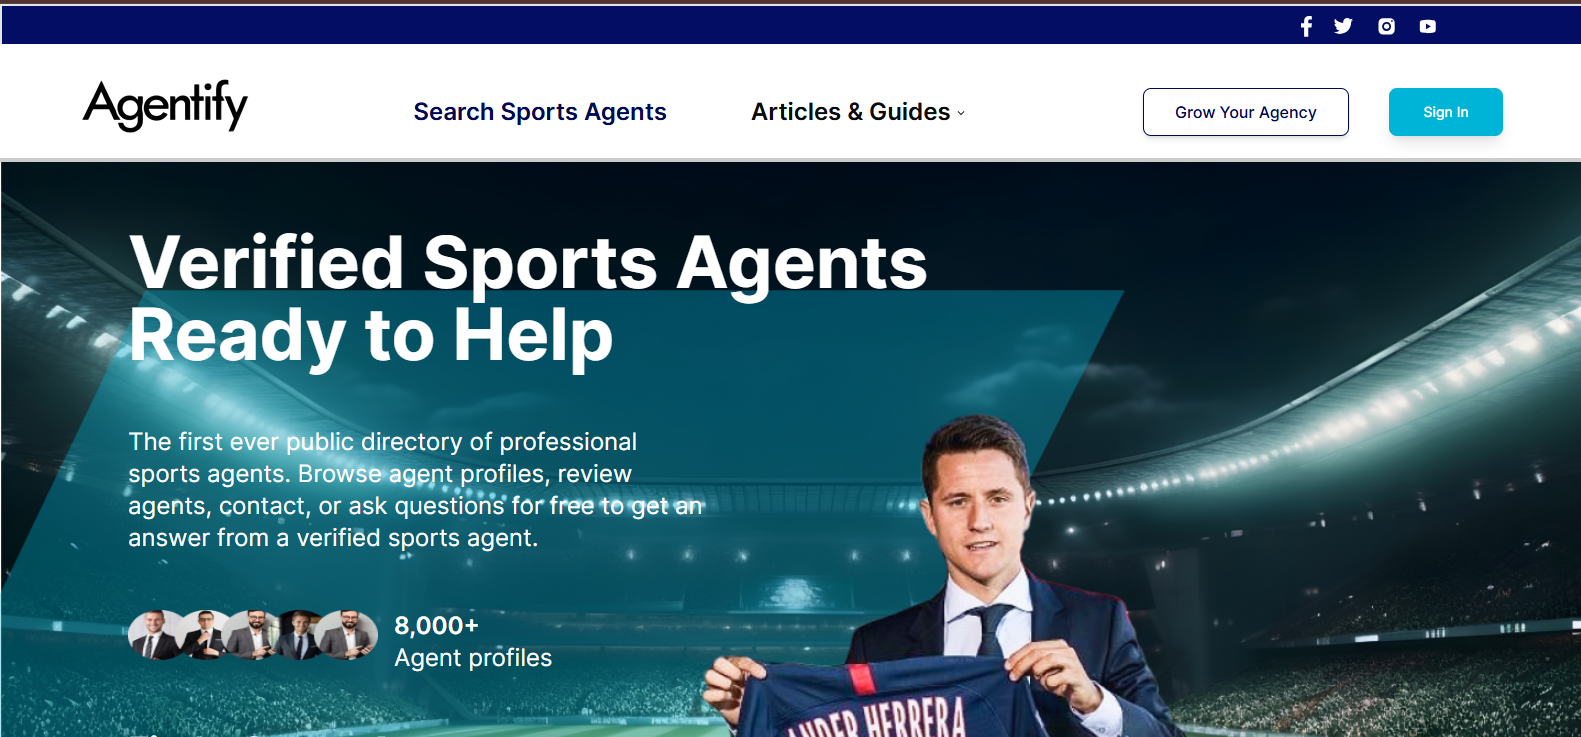 Agentify
Search Sports Agents
Articles & Guides
Grow Your Agency
Sign In
Verified Sports Agents
Ready to Help
The first ever public directory of professional
sports agents. Browse agent profiles, review
agents, contact, or ask questions for free to get an
answer from a verified sports agent.
8,000+
Agent profiles
ANDER HERRERA